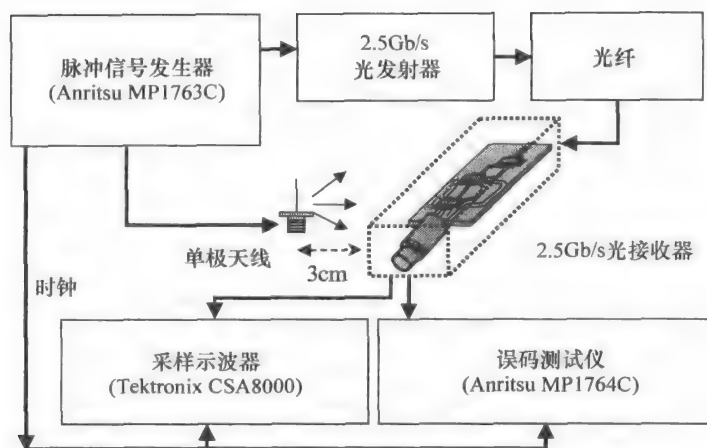 脉冲信号发生器
(Anritsu MP1763C)
2.5Gb/s
光发射器
光纤
单极天线
3cm
2.5Gb/s光接收器
时钟
采样示波器
(Tektronix CSA8000)
误码测试仪
(Anritsu MP1764C)